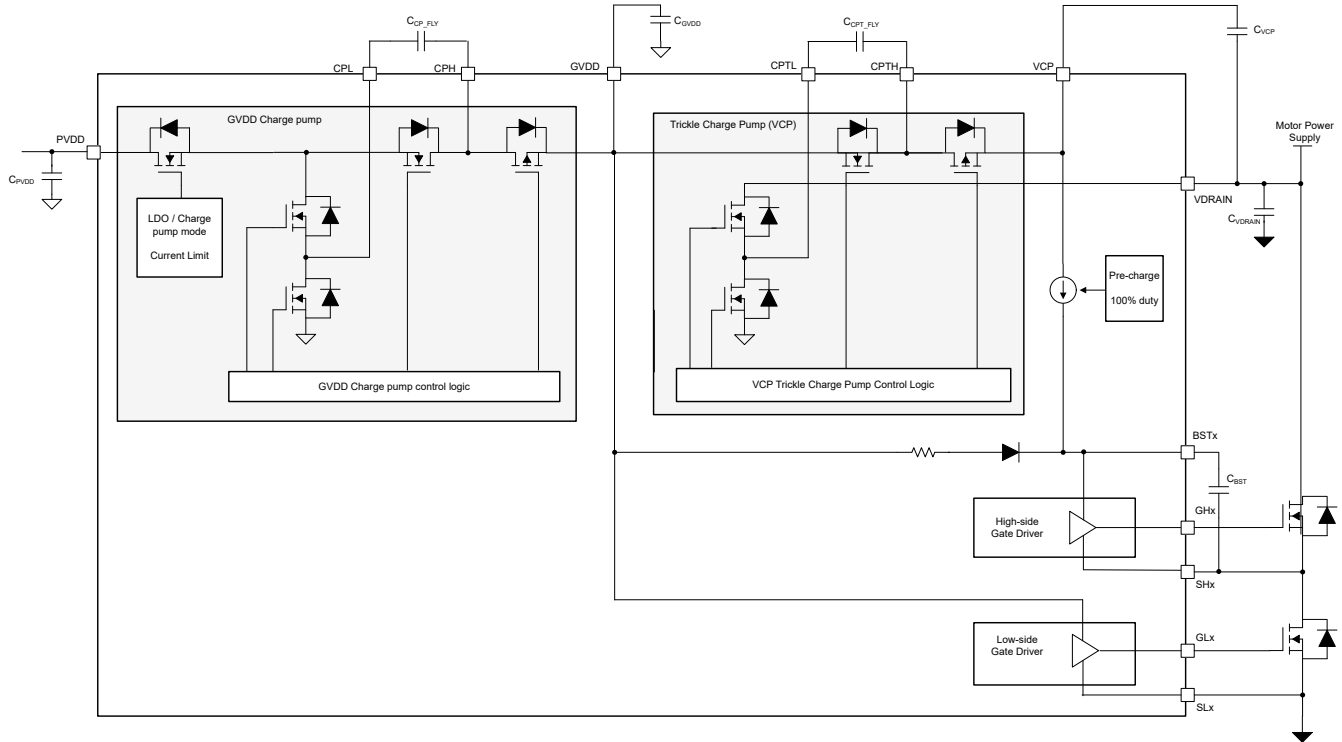 CCP_FLY
CGVDD
CCPT_FLY
CVCP
CPL
CPH
GVDD
CPTL
CPTH
VCP
GVDD Charge pump
Trickle Charge Pump (VCP)
PVDD
CPVDD
Motor Power
Supply
LDO / Charge
pump mode
Current Limit
VDRAIN
CVDRAIN
Pre-charge
100% duty
GVDD Charge pump control logic
VCP Trickle Charge Pump Control Logic
BSTx
CBST
High-side
Gate Driver
GHx
SHx
Low-side
Gate Driver
GLx
SLx